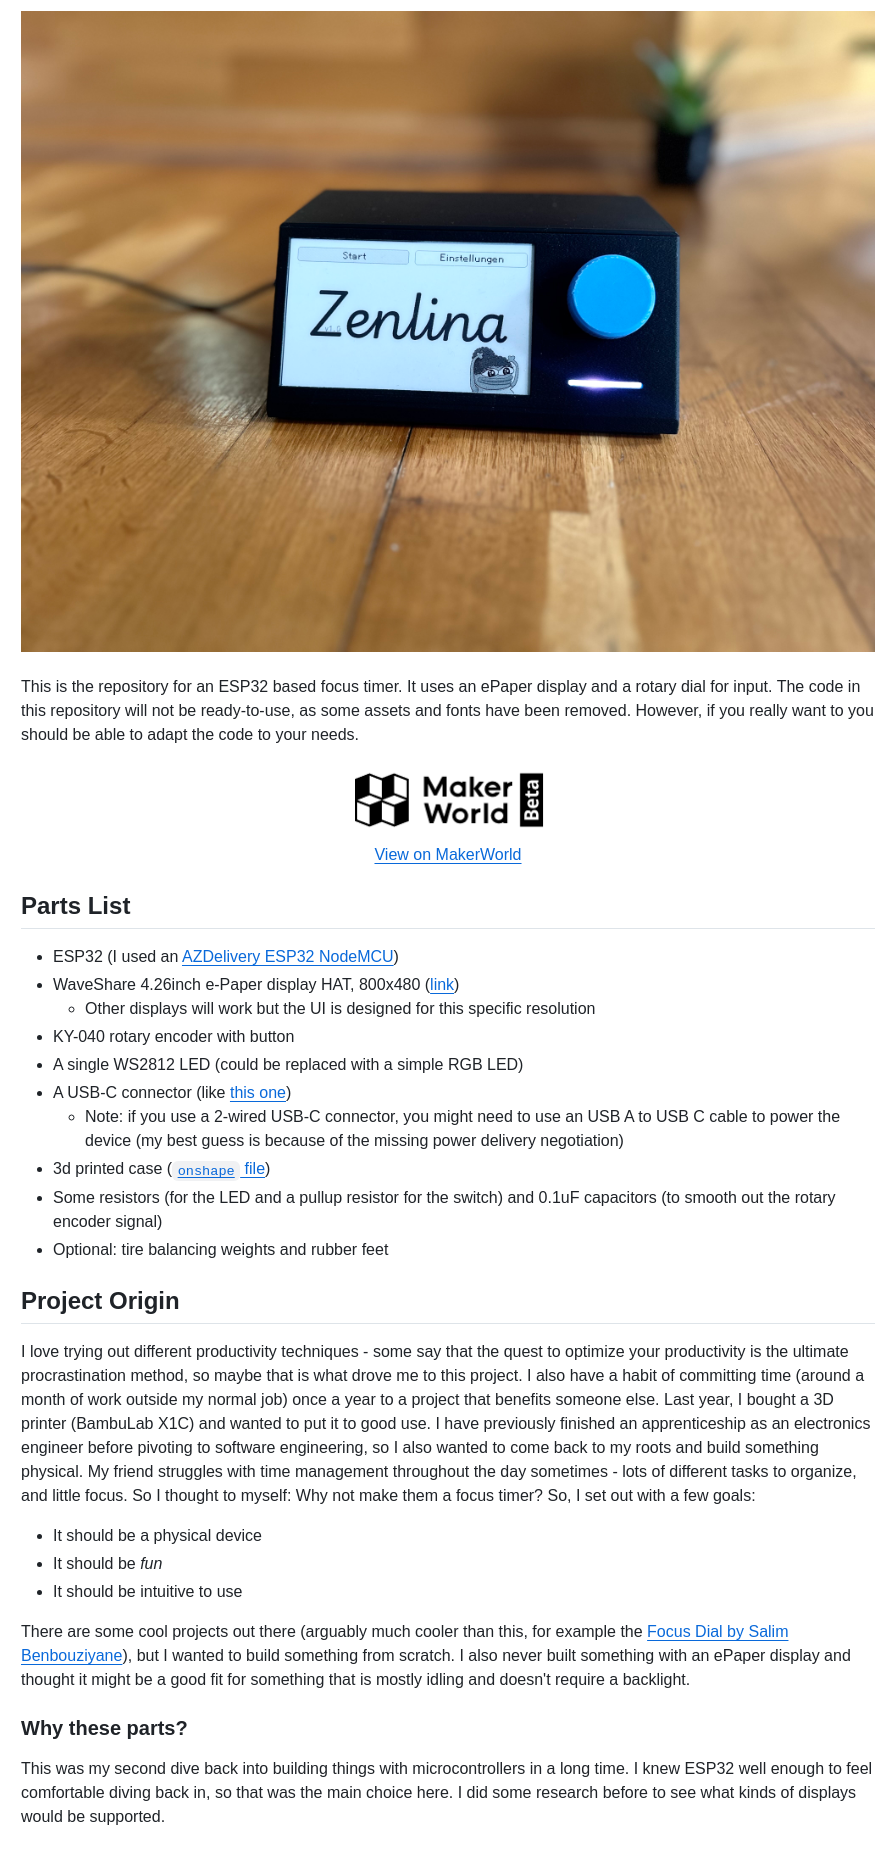 Start
Einstellungen
Zenlina
v1.6
This is the repository for an ESP32 based focus timer. It uses an ePaper display and a rotary dial for input. The code in
this repository will not be ready-to-use, as some assets and fonts have been removed. However, if you really want to you
should be able to adapt the code to your needs.
Maker
World
Beta
View on MakerWorld
Parts List
ESP32 (I used an AZDelivery ESP32 NodeMCU)
WaveShare 4.26inch e-Paper display HAT, 800x480 (link)
Other displays will work but the UI is designed for this specific resolution
KY-040 rotary encoder with button
A single WS2812 LED (could be replaced with a simple RGB LED)
A USB-C connector (like this one)
Note: if you use a 2-wired USB-C connector, you might need to use an USB A to USB C cable to power the
device (my best guess is because of the missing power delivery negotiation)
3d printed case (onshape file)
Some resistors (for the LED and a pullup resistor for the switch) and 0.1uF capacitors (to smooth out the rotary
encoder signal)
Optional: tire balancing weights and rubber feet
Project Origin
I love trying out different productivity techniques - some say that the quest to optimize your productivity is the ultimate
procrastination method, so maybe that is what drove me to this project. I also have a habit of committing time (around a
month of work outside my normal job) once a year to a project that benefits someone else. Last year, I bought a 3D
printer (BambuLab X1C) and wanted to put it to good use. I have previously finished an apprenticeship as an electronics
engineer before pivoting to software engineering, so I also wanted to come back to my roots and build something
physical. My friend struggles with time management throughout the day sometimes - lots of different tasks to organize,
and little focus. So I thought to myself: Why not make them a focus timer? So, I set out with a few goals:
It should be a physical device
It should be fun
It should be intuitive to use
There are some cool projects out there (arguably much cooler than this, for example the Focus Dial by Salim
Benbouziyane), but I wanted to build something from scratch. I also never built something with an ePaper display and
thought it might be a good fit for something that is mostly idling and doesn't require a backlight.
Why these parts?
This was my second dive back into building things with microcontrollers in a long time. I knew ESP32 well enough to feel
comfortable diving back in, so that was the main choice here. I did some research before to see what kinds of displays
would be supported.